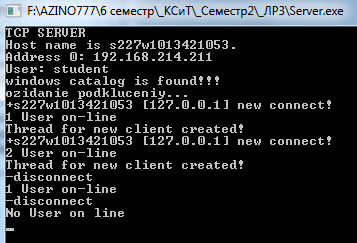 F:\AZINO777\6 семестр\_КСиТ\_Семестр2\_ЛР3\Server.exe
TCP SERVER
Host name is s227w1013421053.
Address 0: 192.168.214.211
User: student
windows catalog is found!!!
ozidanie podkluceniy...
+s227w1013421053 [127.0.0.1] new connect!
1 User on-line
Thread for new client created!
+s227w1013421053 [127.0.0.1] new connect!
2 User on-line
Thread for new client created!
-disconnect
1 User on-line
-disconnect
No User on line